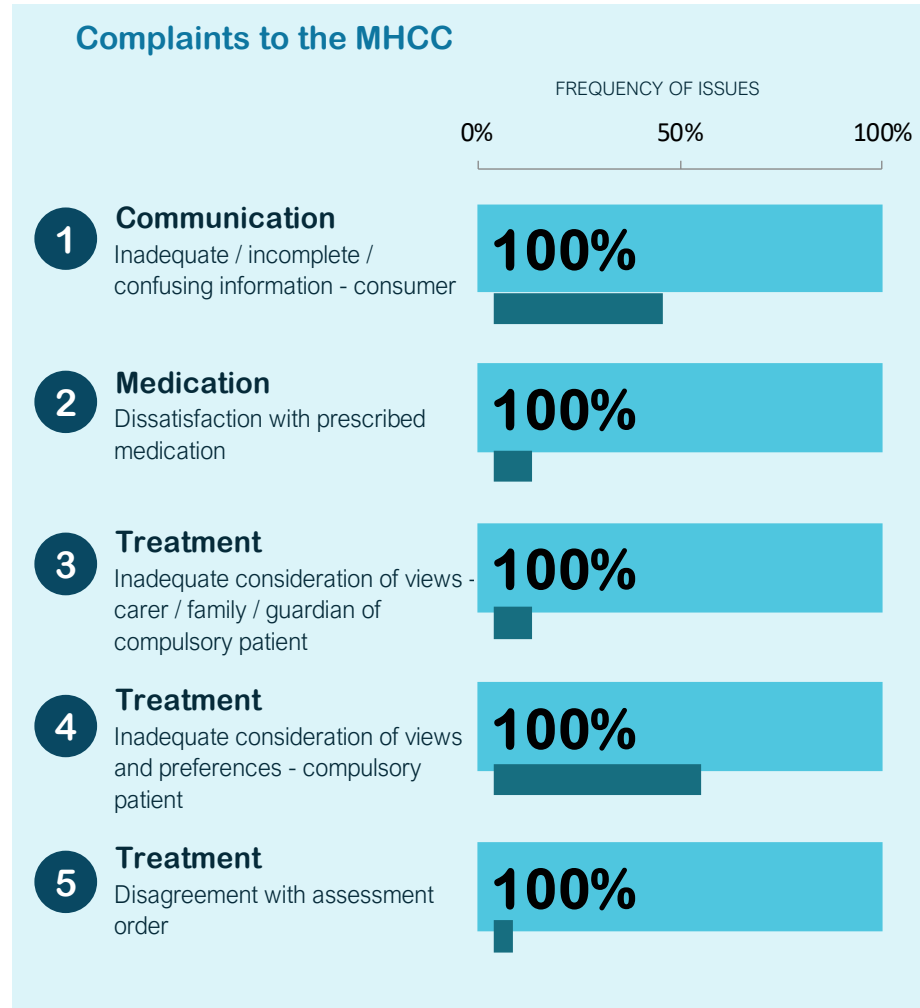 Complaints to the MHCC
FREQUENCY OF ISSUES
0% 50% 100%
1 Communication
Inadequate / incomplete /
confusing information - consumer
100%
2 Medication
Dissatisfaction with prescribed
medication
100%
3 Treatment
Inadequate consideration of views -
carer / family / guardian of
compulsory patient
100%
4 Treatment
Inadequate consideration of views
and preferences - compulsory
patient
100%
5 Treatment
Disagreement with assessment
order
100%